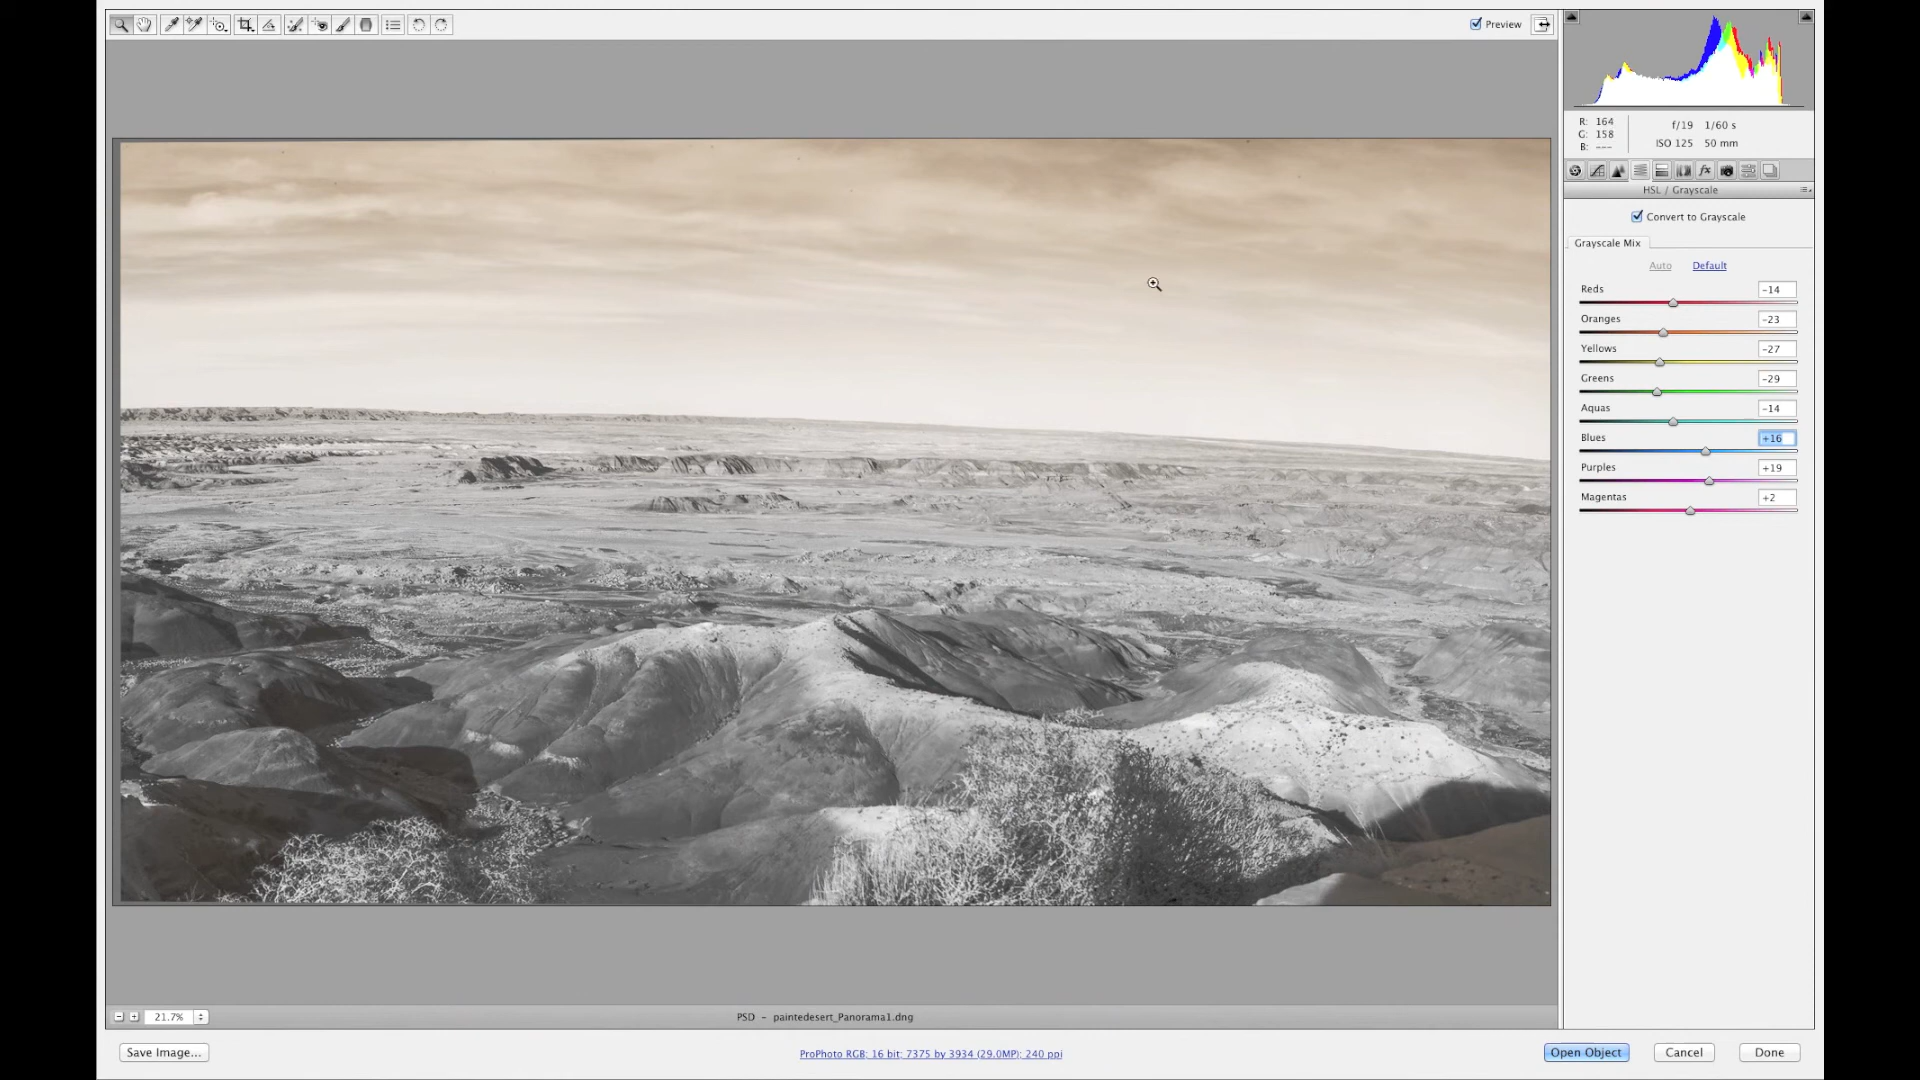 Preview
R: 164
G: 158
B: ---
f/19 1/60 s
ISO 125 50 mm
fx
HSL / Grayscale
Convert to Grayscale
Grayscale Mix
Auto Default
Reds -14
Oranges -23
Yellows -27
Greens -29
Aquas -14
Blues +16
Purples +19
Magentas +2
21.7%
PSD - paintedesert_Panorama1.dng
Save Image...
ProPhoto RGB; 16 bit; 7375 by 3934 (29.0MP); 240 ppi
Open Object Cancel Done